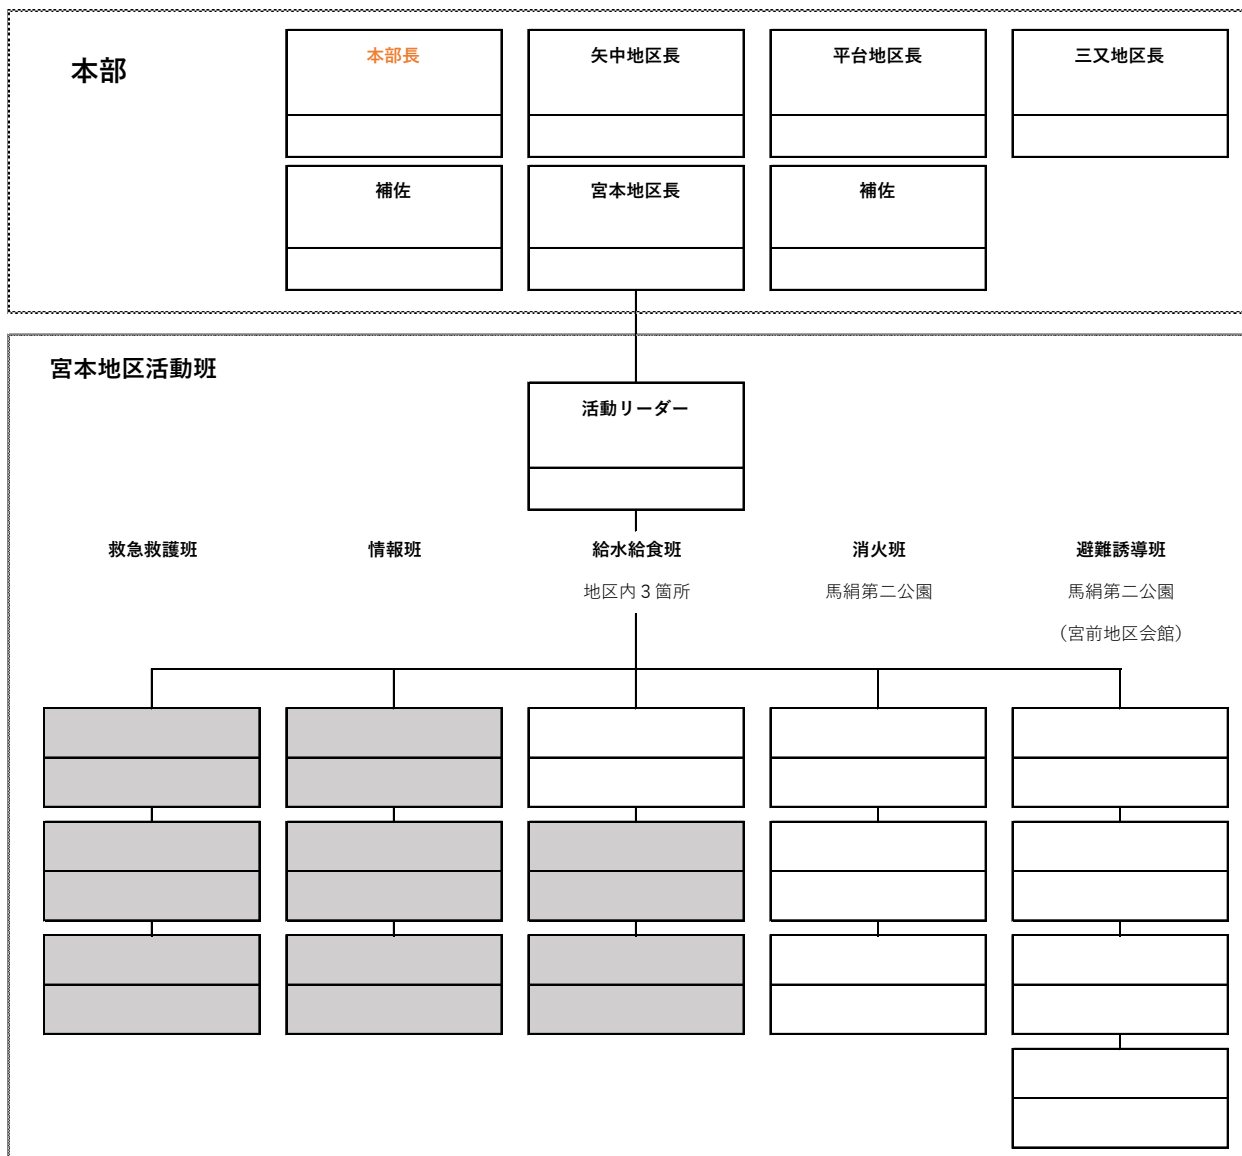 本部
本部長
矢中地区長
平台地区長
三又地区長
補佐
宮本地区長
補佐
宮本地区活動班
活動リーダー
救急救護班
情報班
給水給食班
消火班
避難誘導班
地区内３箇所
馬絹第二公園
馬絹第二公園
（宮前地区会館）